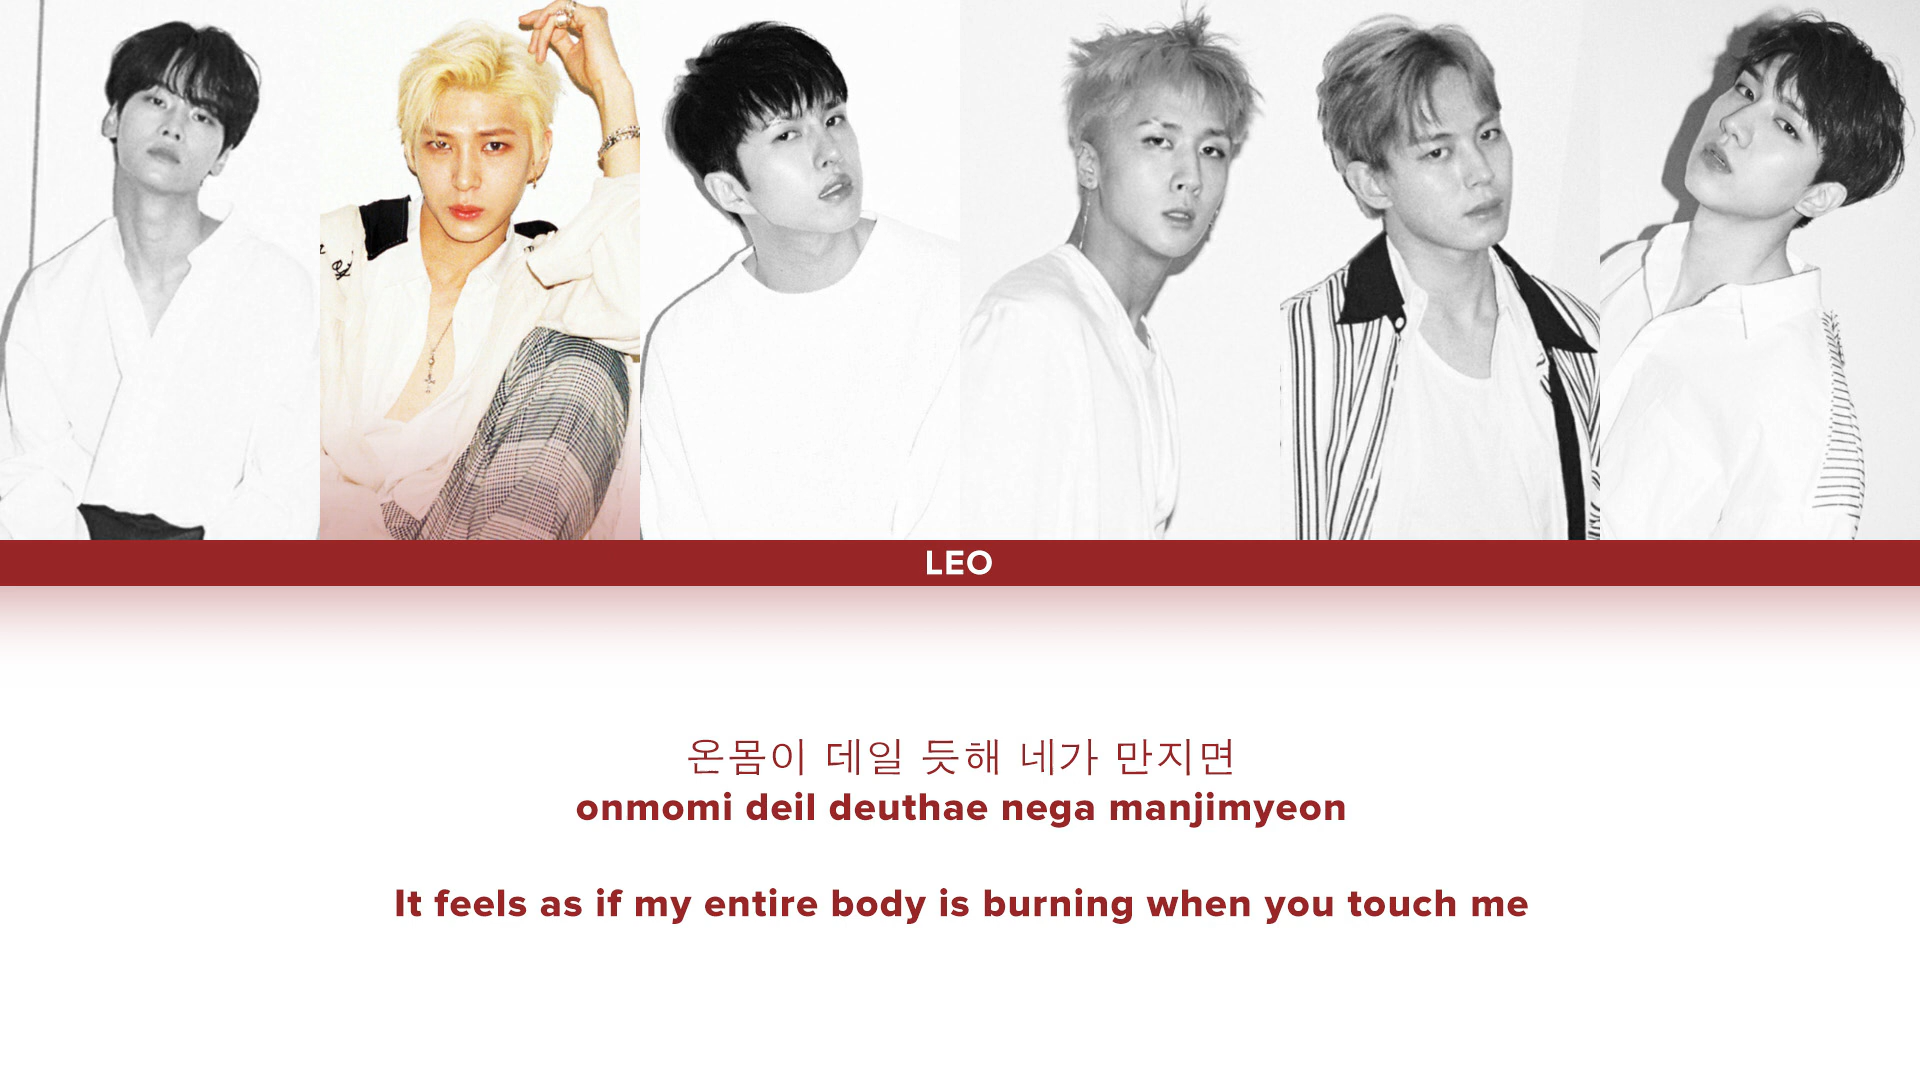 LEO
온몸이 데일 듯해 네가 만지면
onmomi deil deuthae nega manjimyeon
It feels as if my entire body is burning when you touch me